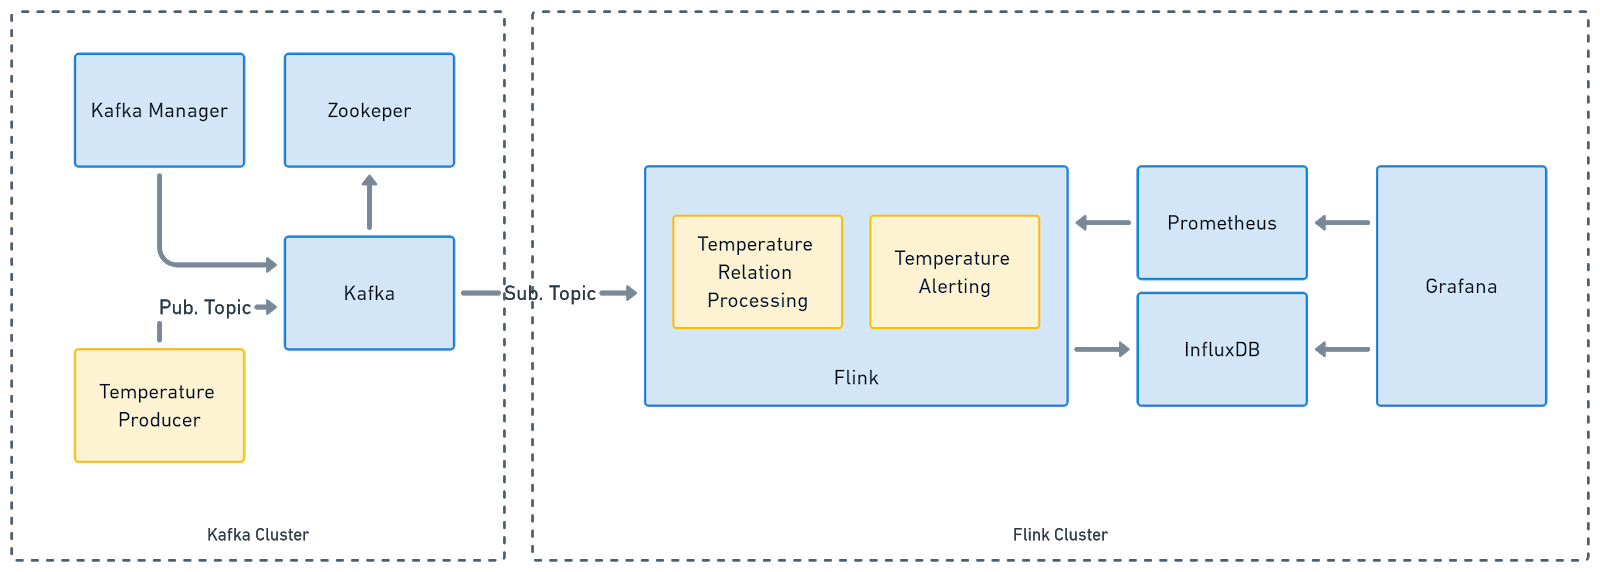 Kafka Manager
Zookeper
Kafka
Pub. Topic
Temperature
Producer
Kafka Cluster
Sub. Topic
Temperature
Relation
Processing
Temperature
Alerting
Flink
Prometheus
InfluxDB
Grafana
Flink Cluster